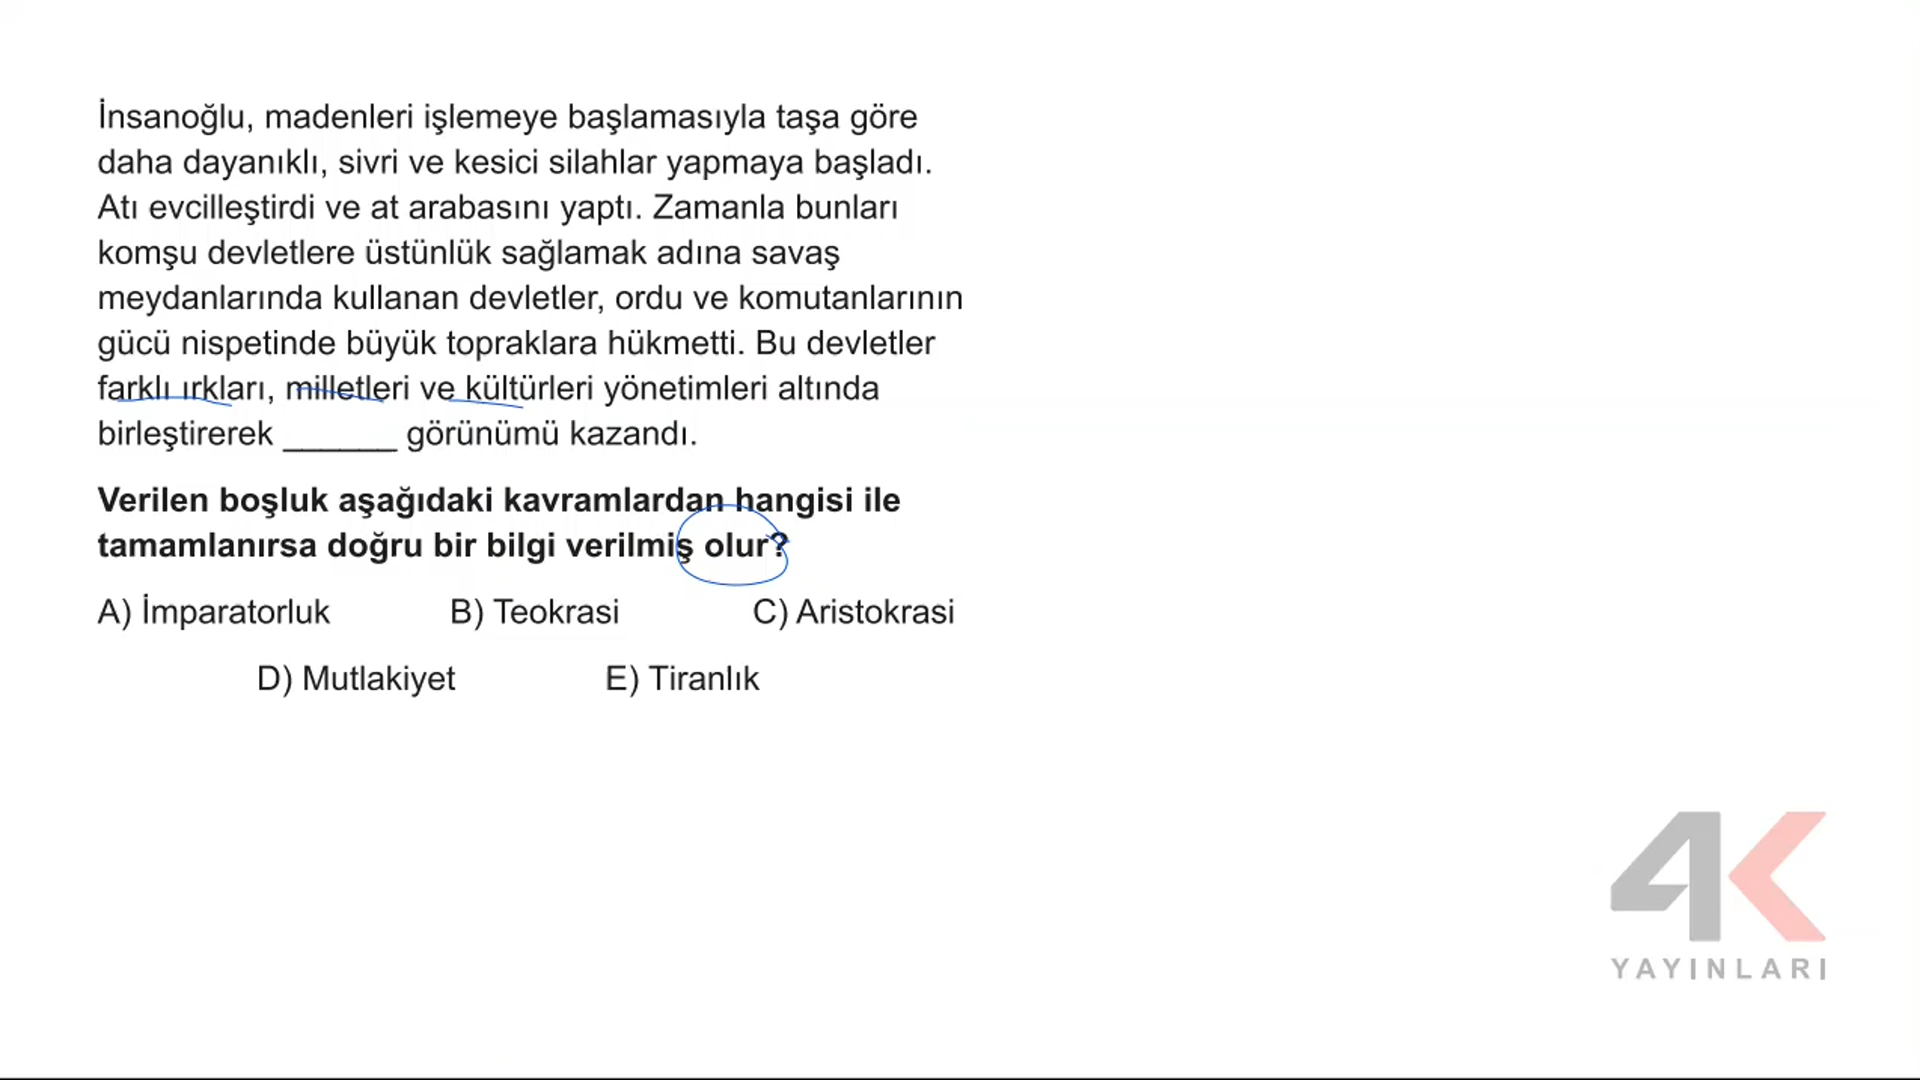 İnsanoğlu, madenleri işlemeye başlamasıyla taşa göre
daha dayanıklı, sivri ve kesici silahlar yapmaya başladı.
Atı evcilleştirdi ve at arabasını yaptı. Zamanla bunları
komşu devletlere üstünlük sağlamak adına savaş
meydanlarında kullanan devletler, ordu ve komutanlarının
gücü nispetinde büyük topraklara hükmetti. Bu devletler
farklı ırkları, milletleri ve kültürleri yönetimleri altında
birleştirerek ______ görünümü kazandı.
Verilen boşluk aşağıdaki kavramlardan hangisi ile
tamamlanırsa doğru bir bilgi verilmiş olur?
A) İmparatorluk B) Teokrasi C) Aristokrasi
D) Mutlakiyet E) Tiranlık
4K
YAYINLARI